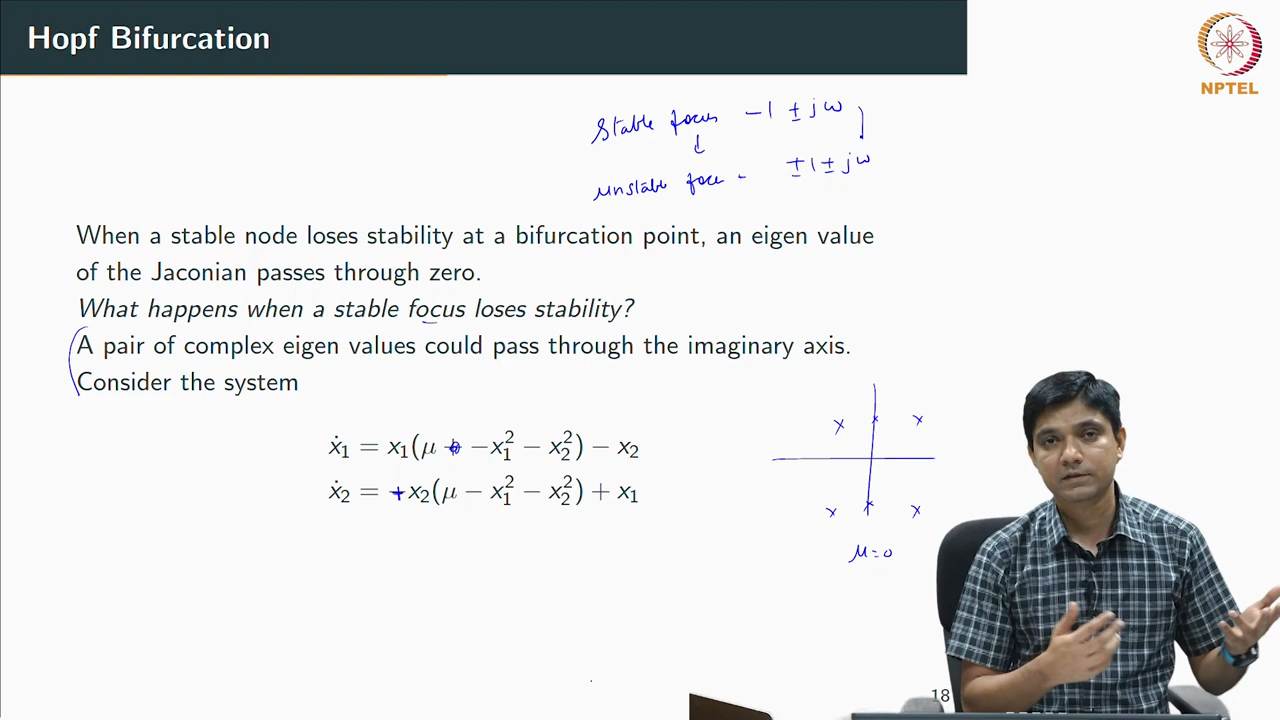 Hopf Bifurcation
NPTEL
Stable focus −1 ± jω
unstable focu - ±1 ± jω
When a stable node loses stability at a bifurcation point, an eigen value
of the Jaconian passes through zero.
What happens when a stable focus loses stability?
A pair of complex eigen values could pass through the imaginary axis.
Consider the system
ẋ₁ = x₁(μ − x₁² − x₂²) − x₂
ẋ₂ = +x₂(μ − x₁² − x₂²) + x₁
μ=0
18